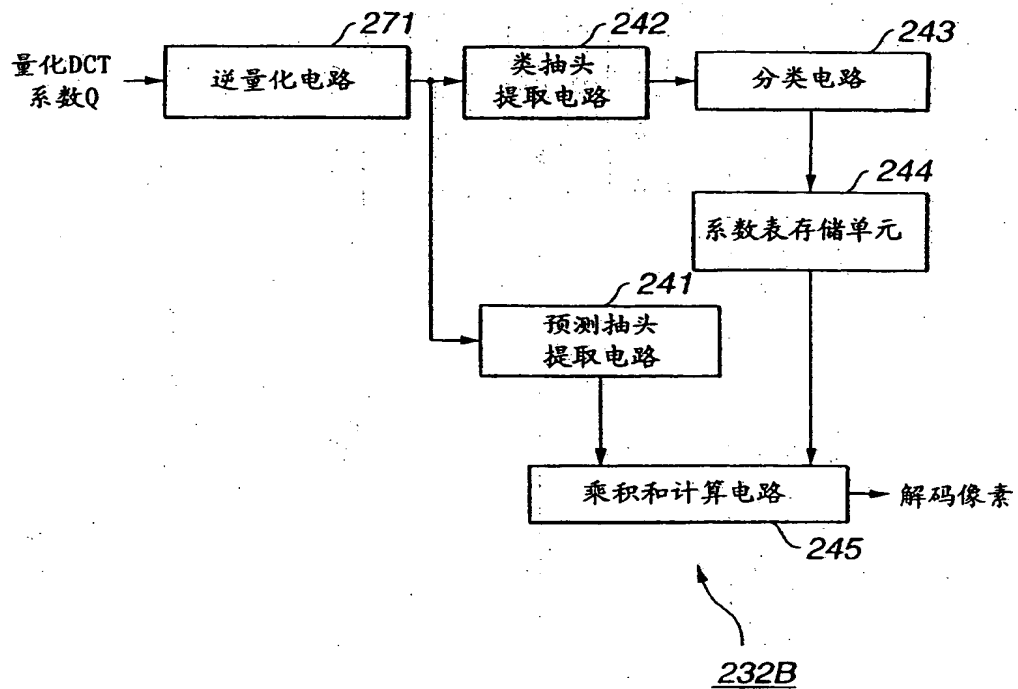 271
242
243
量化DCT
系数Q
逆量化电路
类抽头
提取电路
分类电路
244
系数表存储单元
241
预测抽头
提取电路
乘积和计算电路
解码像素
245
232B